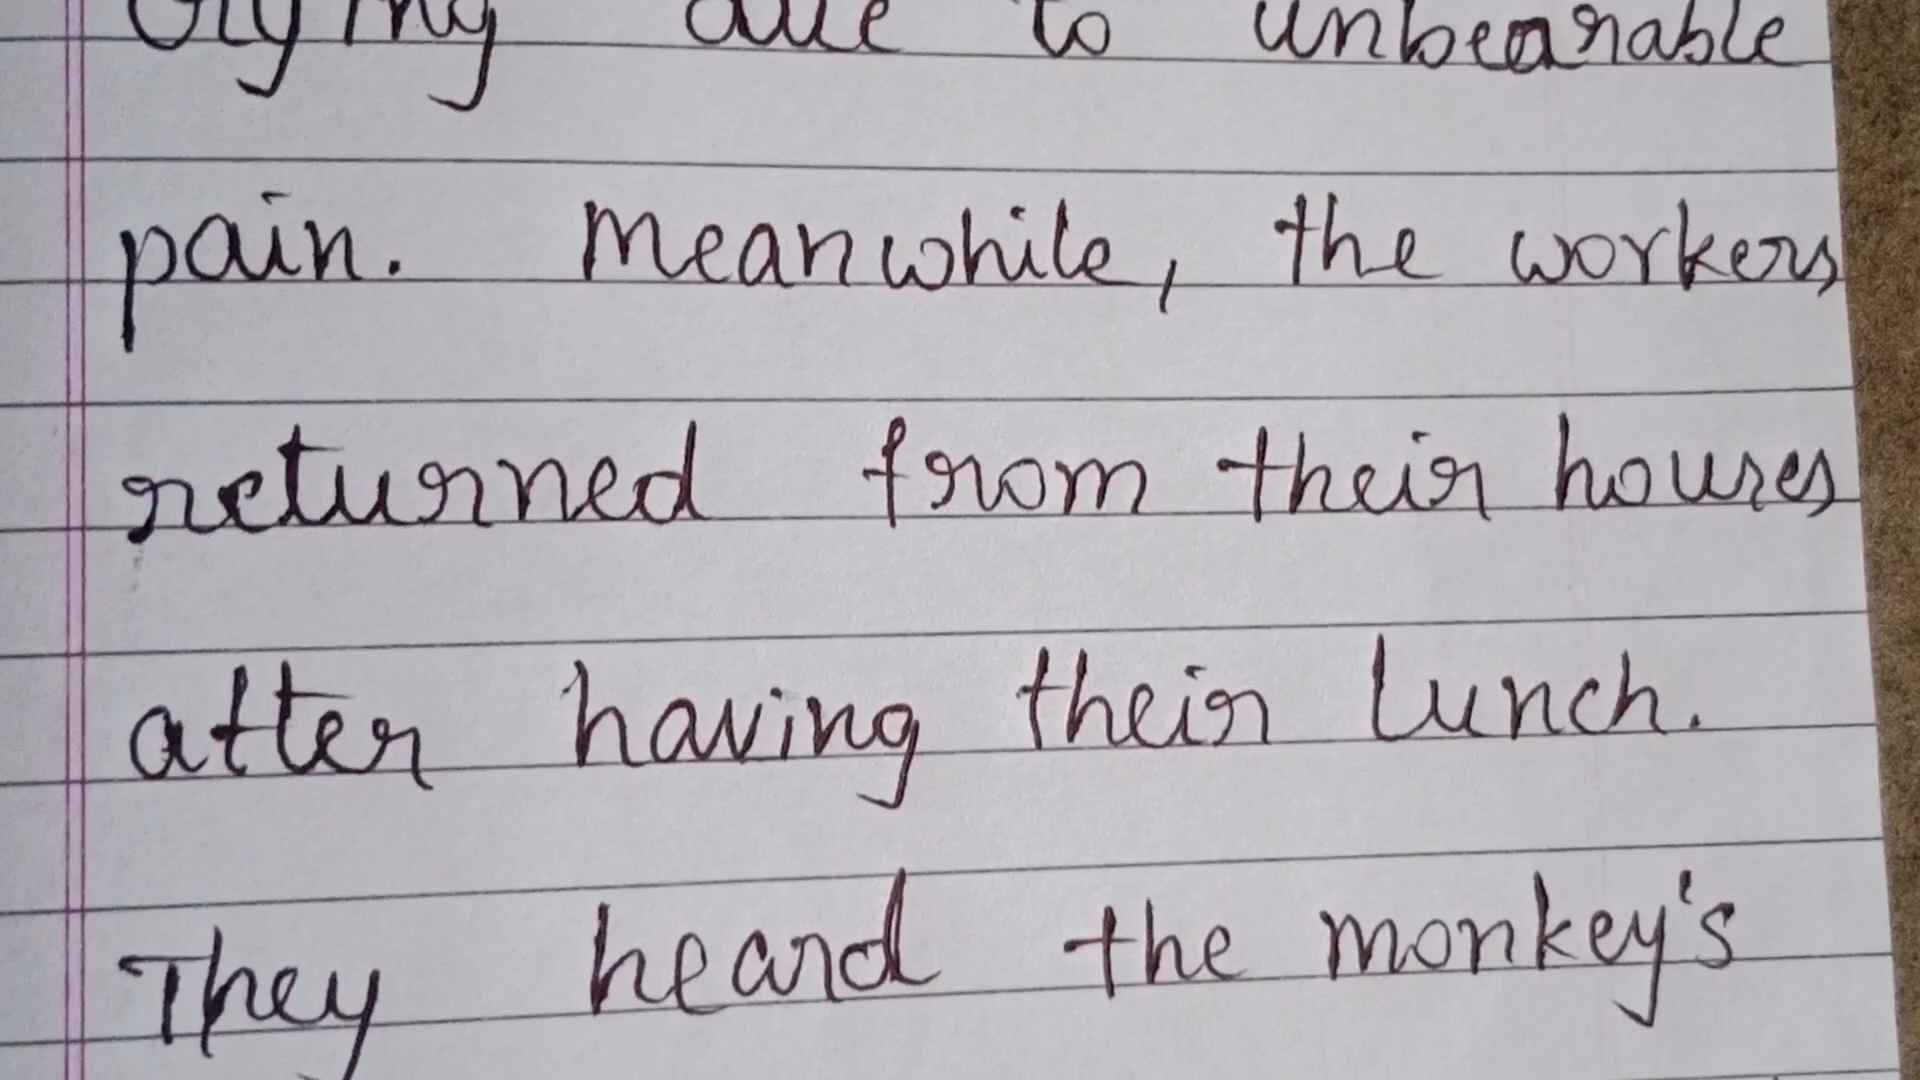 crying due to unbearable
pain. Meanwhile, the workers
returned from their houses
after having their lunch.
They heard the monkey's